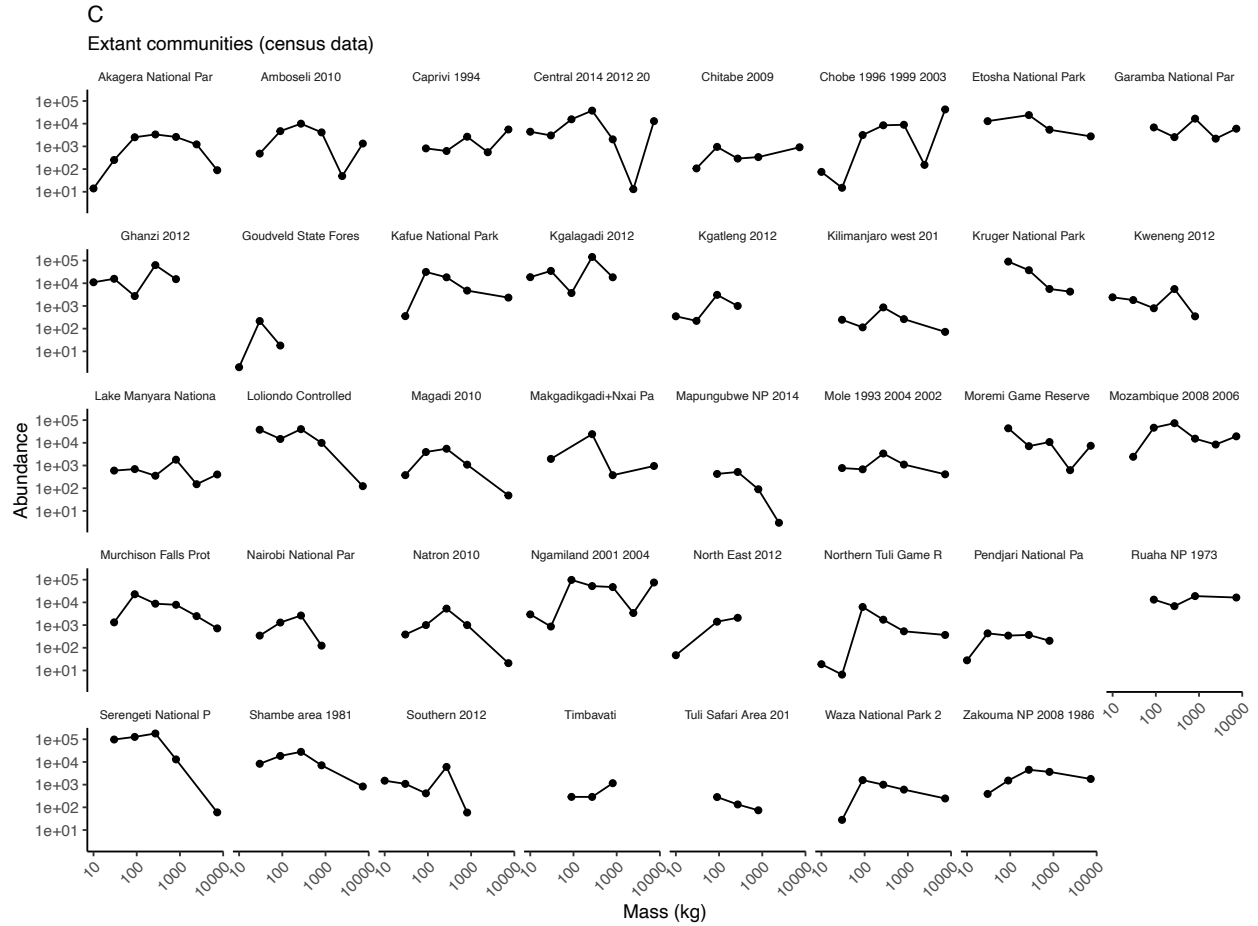 C
Extant communities (census data)
Akagera National Par
Amboseli 2010
Caprivi 1994
Central 2014 2012 20
Chitabe 2009
Chobe 1996 1999 2003
Etosha National Park
Garamba National Par
1e+05
1e+04
1e+03
1e+02
1e+01
Ghanzi 2012
Goudveld State Fores
Kafue National Park
Kgalagadi 2012
Kgatleng 2012
Kilimanjaro west 201
Kruger National Park
Kweneng 2012
1e+05
1e+04
1e+03
1e+02
1e+01
Lake Manyara Nationa
Loliondo Controlled
Magadi 2010
Makgadikgadi+Nxai Pa
Mapungubwe NP 2014
Mole 1993 2004 2002
Moremi Game Reserve
Mozambique 2008 2006
1e+05
1e+04
1e+03
1e+02
1e+01
Abundance
Murchison Falls Prot
Nairobi National Par
Natron 2010
Ngamiland 2001 2004
North East 2012
Northern Tuli Game R
Pendjari National Pa
Ruaha NP 1973
1e+05
1e+04
1e+03
1e+02
1e+01
10
100
1000
10000
Serengeti National P
Shambe area 1981
Southern 2012
Timbavati
Tuli Safari Area 201
Waza National Park 2
Zakouma NP 2008 1986
1e+05
1e+04
1e+03
1e+02
1e+01
10
100
1000
10000
10
100
1000
10000
10
100
1000
10000
10
100
1000
10000
10
100
1000
10000
10
100
1000
10000
10
100
1000
10000
Mass (kg)